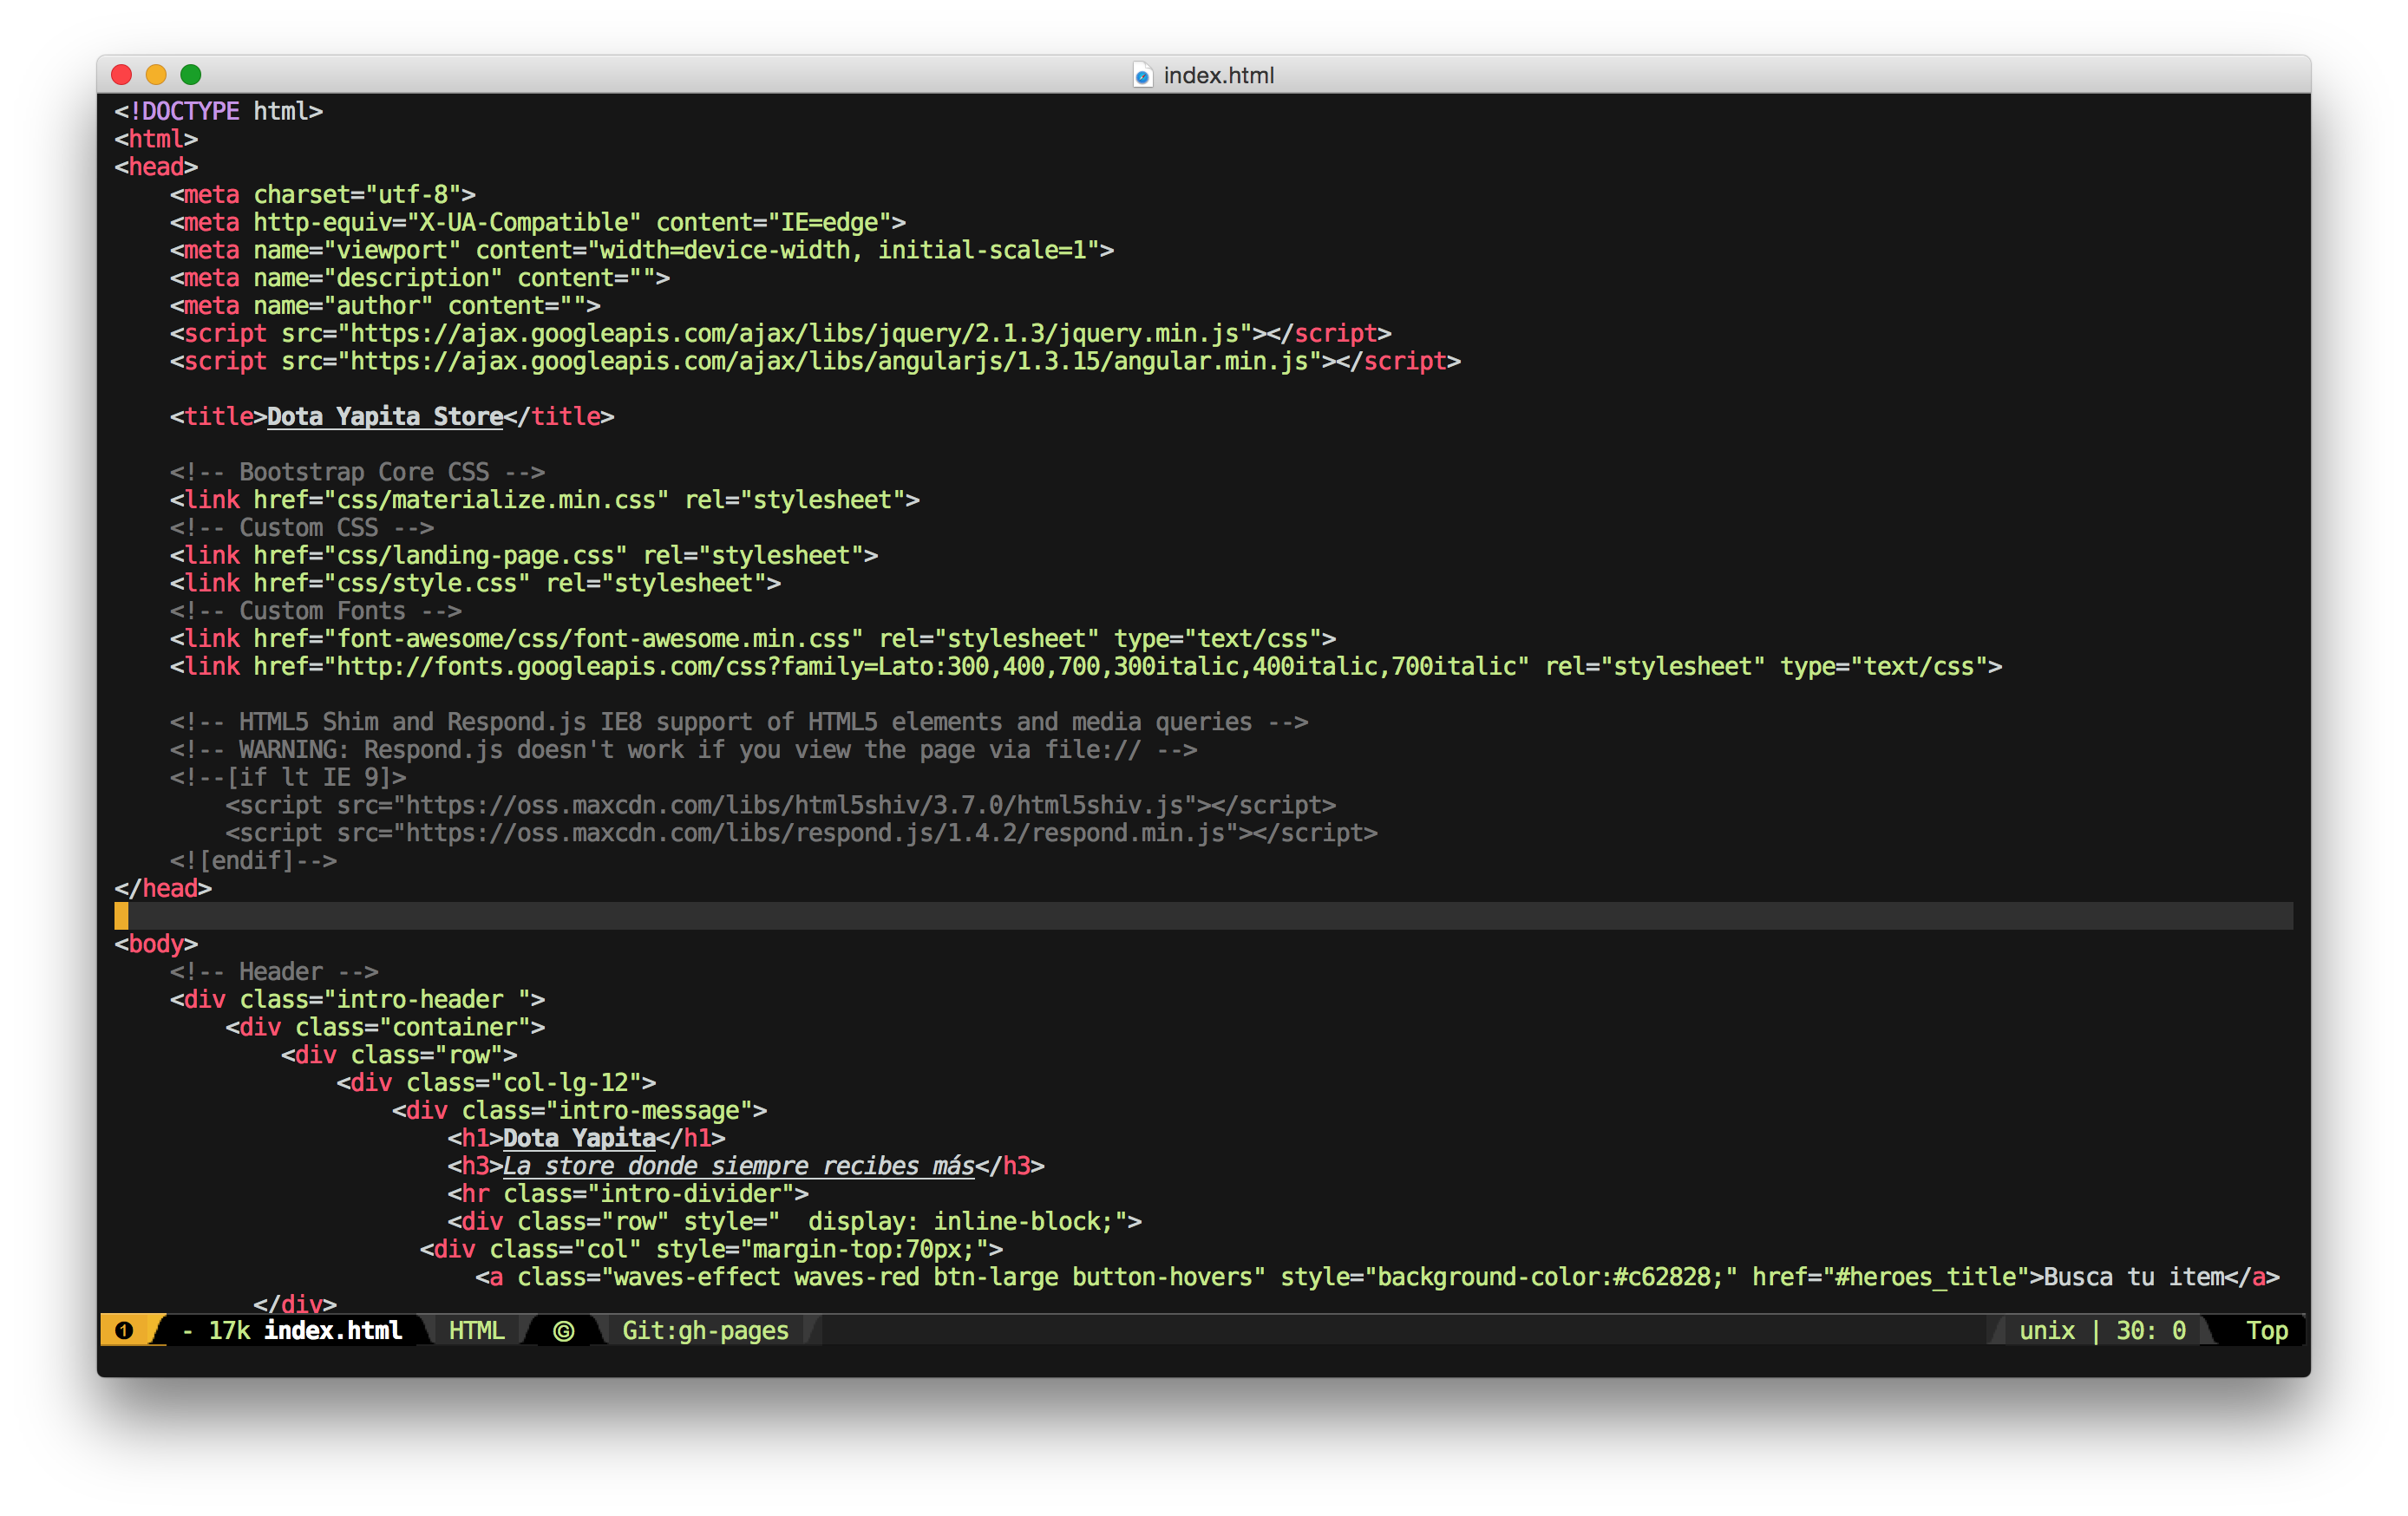 index.html
<!DOCTYPE html>
<html>
<head>
    <meta charset="utf-8">
    <meta http-equiv="X-UA-Compatible" content="IE=edge">
    <meta name="viewport" content="width=device-width, initial-scale=1">
    <meta name="description" content="">
    <meta name="author" content="">
    <script src="https://ajax.googleapis.com/ajax/libs/jquery/2.1.3/jquery.min.js"></script>
    <script src="https://ajax.googleapis.com/ajax/libs/angularjs/1.3.15/angular.min.js"></script>
    <title>Dota Yapita Store</title>
    <!-- Bootstrap Core CSS -->
    <link href="css/materialize.min.css" rel="stylesheet">
    <!-- Custom CSS -->
    <link href="css/landing-page.css" rel="stylesheet">
    <link href="css/style.css" rel="stylesheet">
    <!-- Custom Fonts -->
    <link href="font-awesome/css/font-awesome.min.css" rel="stylesheet" type="text/css">
    <link href="http://fonts.googleapis.com/css?family=Lato:300,400,700,300italic,400italic,700italic" rel="stylesheet" type="text/css">
    <!-- HTML5 Shim and Respond.js IE8 support of HTML5 elements and media queries -->
    <!-- WARNING: Respond.js doesn't work if you view the page via file:// -->
    <!--[if lt IE 9]>
        <script src="https://oss.maxcdn.com/libs/html5shiv/3.7.0/html5shiv.js"></script>
        <script src="https://oss.maxcdn.com/libs/respond.js/1.4.2/respond.min.js"></script>
    <![endif]-->
</head>
<body>
    <!-- Header -->
    <div class="intro-header ">
        <div class="container">
            <div class="row">
                <div class="col-lg-12">
                    <div class="intro-message">
                        <h1>Dota Yapita</h1>
                        <h3>La store donde siempre recibes más</h3>
                        <hr class="intro-divider">
                        <div class="row" style="  display: inline-block;">
                      <div class="col" style="margin-top:70px;">
                          <a class="waves-effect waves-red btn-large button-hovers" style="background-color:#c62828;" href="#heroes_title">Busca tu item</a>
          </div>
❶ - 17k index.html HTML Ⓖ Git:gh-pages unix | 30: 0 Top